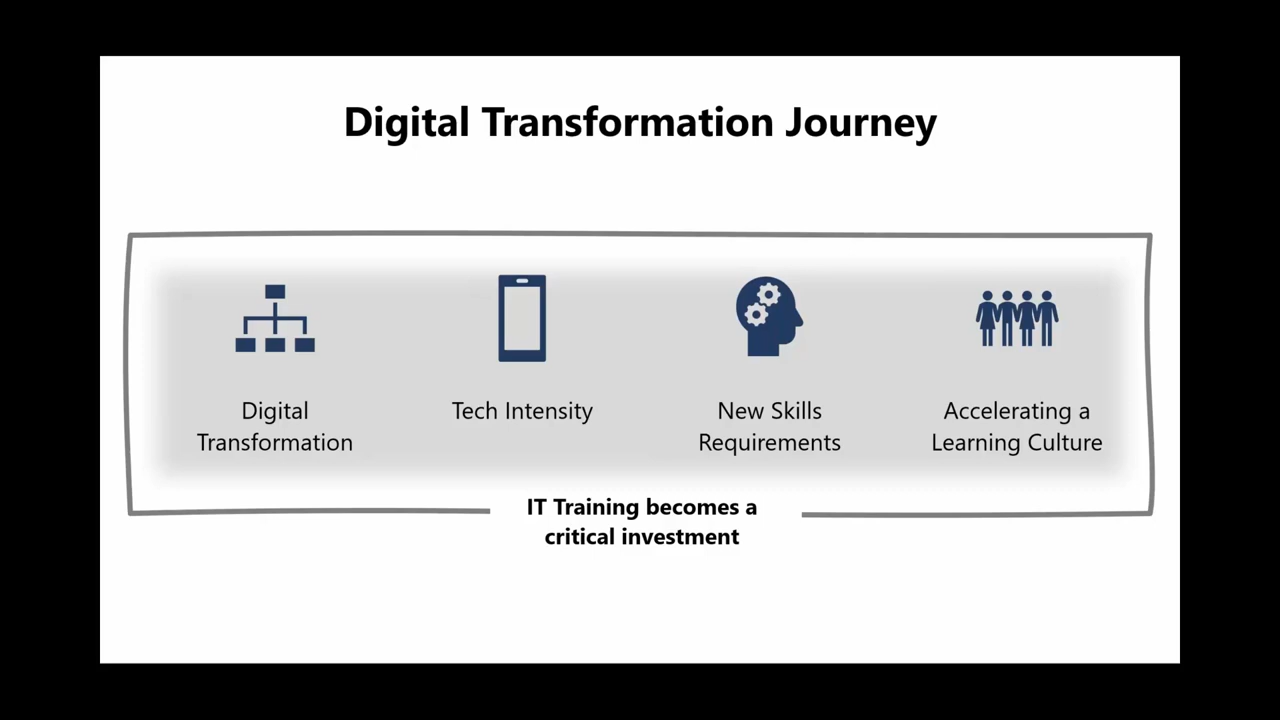 Digital Transformation Journey
Digital
Transformation
Tech Intensity
New Skills
Requirements
Accelerating a
Learning Culture
IT Training becomes a
critical investment